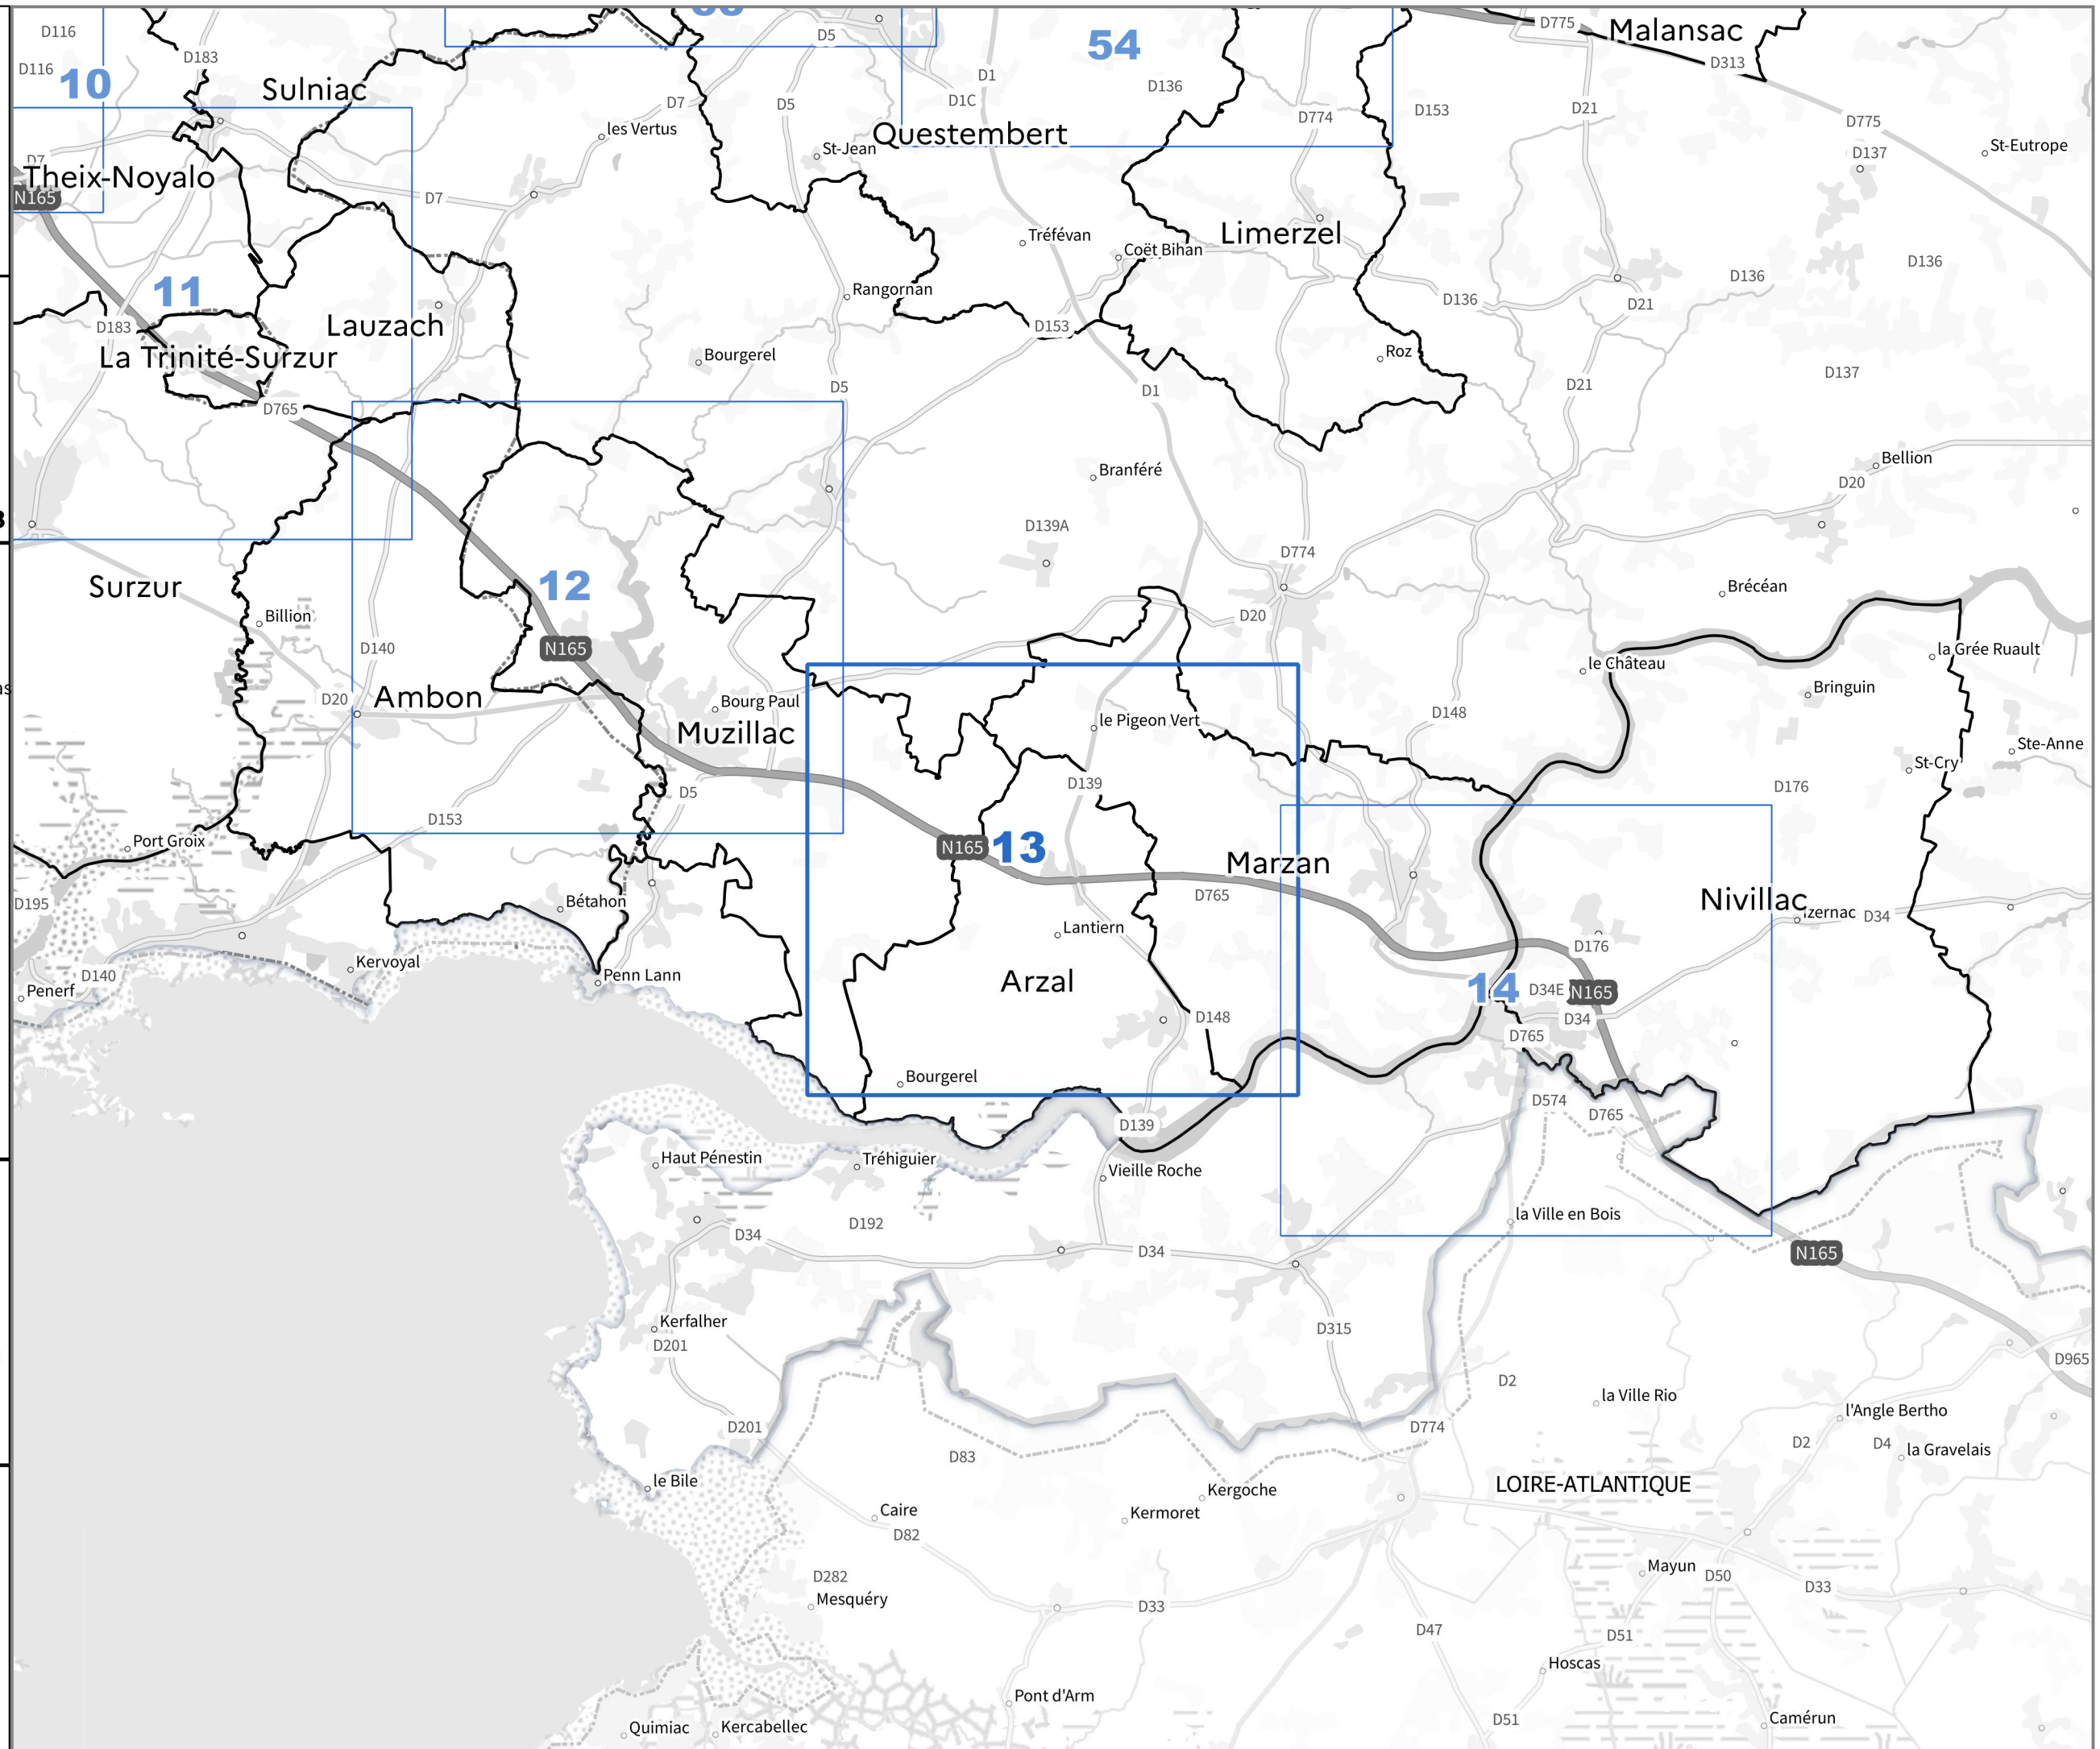 D116
D183
D5
54
D775
Malansac
D313
D116
10
Sulniac
D7
D5
D1
D1C
D136
D774
D153
D21
D775
les Vertus
St-Jean
Questembert
D137
St-Eutrope
D7
Theix-Noyalo
N165
D7
Tréfévan
Coët Bihan
Limerzel
D136
D136
D136
11
Rangornan
D21
D183
Lauzach
D153
La Trinité-Surzur
Bourgerel
Roz
D137
D765
D5
D1
D21
Branféré
Bellion
D20
D139A
D774
Surzur
12
Brécéan
Billion
D20
D140
N165
la Grée Ruault
le Château
D20
Ambon
Bourg Paul
Bringuin
le Pigeon Vert
D148
Muzillac
Ste-Anne
St-Cry
D139
D176
D5
D153
Port Groix
N165
13
Marzan
D195
Bétahon
D765
Nivillac
Izernac
D34
Lantiern
D176
Kervoyal
Penn Lann
D140
Penerf
Arzal
14
D34E
N165
D148
D34
D765
Bourgerel
D574
D765
D139
Haut Pénestin
Tréhiguier
Vieille Roche
D192
la Ville en Bois
D34
D34
N165
Kerfalher
D201
D315
D965
D2
la Ville Rio
l'Angle Bertho
D201
D774
D83
D2
D4
la Gravelais
le Bile
Kergoche
LOIRE-ATLANTIQUE
Caire
Kermoret
D82
Mayun
D50
D282
Mesquéry
D33
D33
D47
D51
Hoscas
Pont d'Arm
D51
Camérun
Quimiac
Kercabellec